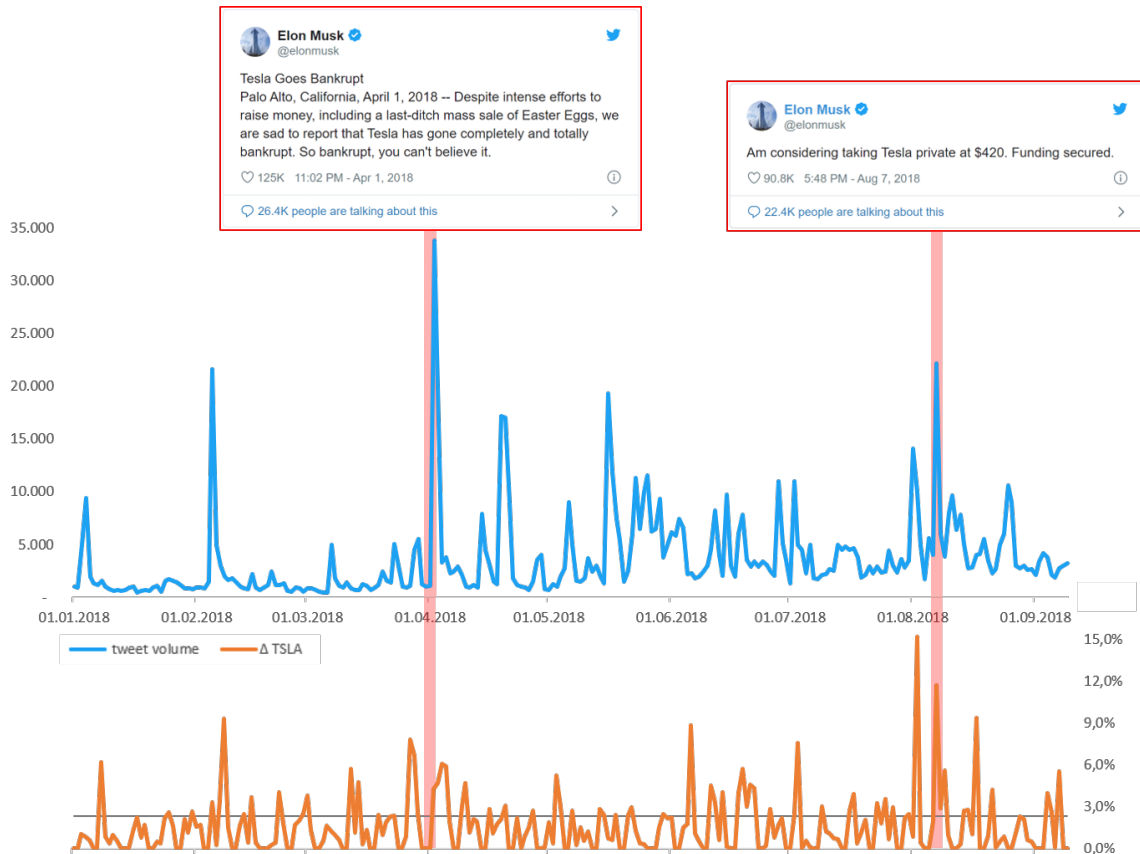 Elon Musk
@elonmusk
Tesla Goes Bankrupt
Palo Alto, California, April 1, 2018 -- Despite intense efforts to
raise money, including a last-ditch mass sale of Easter Eggs, we
are sad to report that Tesla has gone completely and totally
bankrupt. So bankrupt, you can't believe it.
125K 11:02 PM - Apr 1, 2018
26.4K people are talking about this
Elon Musk
@elonmusk
Am considering taking Tesla private at $420. Funding secured.
90.8K 5:48 PM - Aug 7, 2018
22.4K people are talking about this
35.000
30.000
25.000
20.000
15.000
10.000
5.000
-
01.01.2018 01.02.2018 01.03.2018 01.04.2018 01.05.2018 01.06.2018 01.07.2018 01.08.2018 01.09.2018
tweet volume Δ TSLA
15,0%
12,0%
9,0%
6,0%
3,0%
0,0%